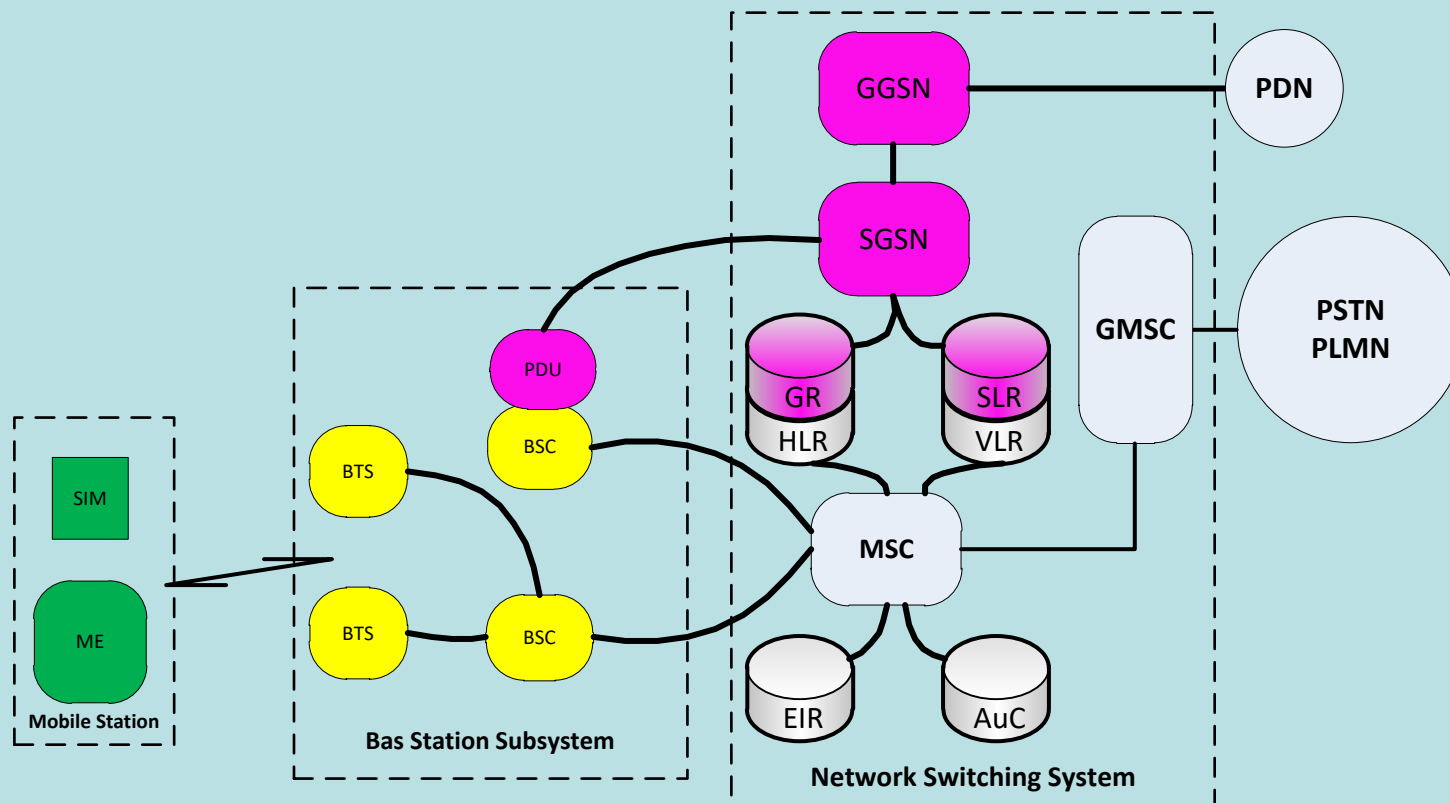 GGSN
PDN
SGSN
GMSC
PSTN
PLMN
PDU
GR
SLR
BSC
HLR
VLR
BTS
SIM
MSC
BTS
BSC
ME
EIR
AuC
Mobile Station
Bas Station Subsystem
Network Switching System